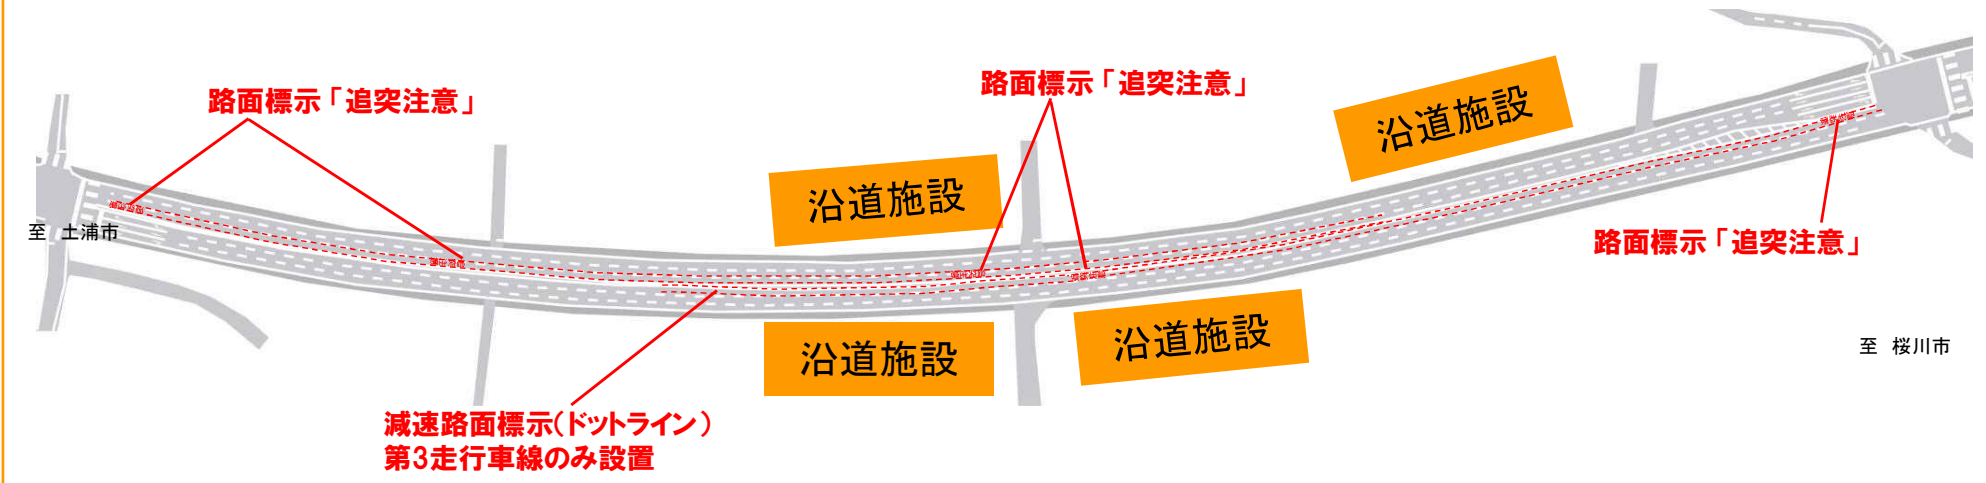 路面標示「追突注意」
路面標示「追突注意」
沿道施設
沿道施設
至 土浦市
路面標示「追突注意」
沿道施設
沿道施設
至 桜川市
減速路面標示(ドットライン)
第3走行車線のみ設置